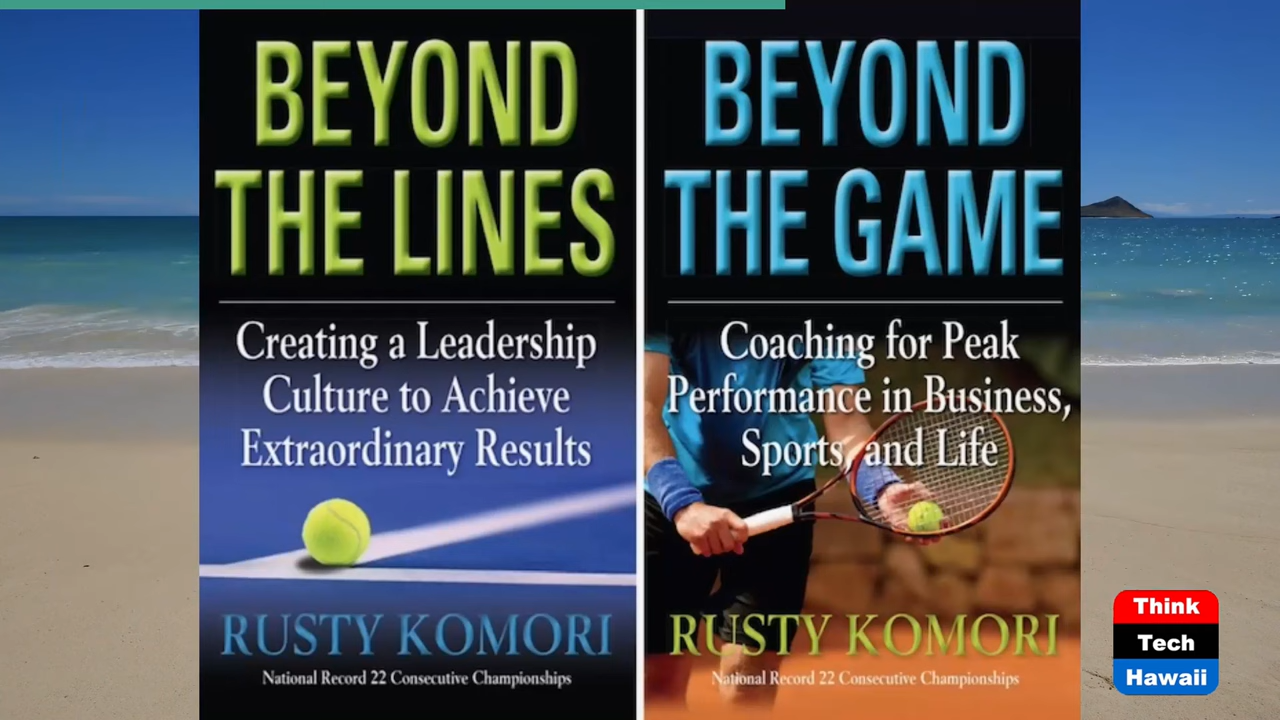 BEYOND
THE LINES
Creating a Leadership
Culture to Achieve
Extraordinary Results
RUSTY KOMORI
National Record 22 Consecutive Championships
BEYOND
THE GAME
Coaching for Peak
Performance in Business,
Sports, and Life
RUSTY KOMORI
National Record 22 Consecutive Championships
Think
Tech
Hawaii